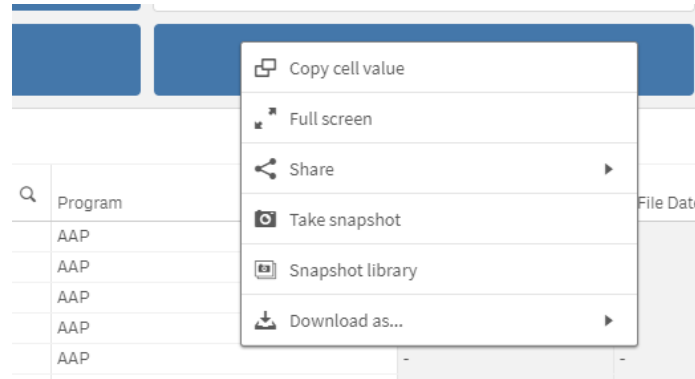 Copy cell value
Full screen
Share
Take snapshot
Snapshot library
Download as...
Program
File Dat
AAP
AAP
AAP
AAP
AAP - -